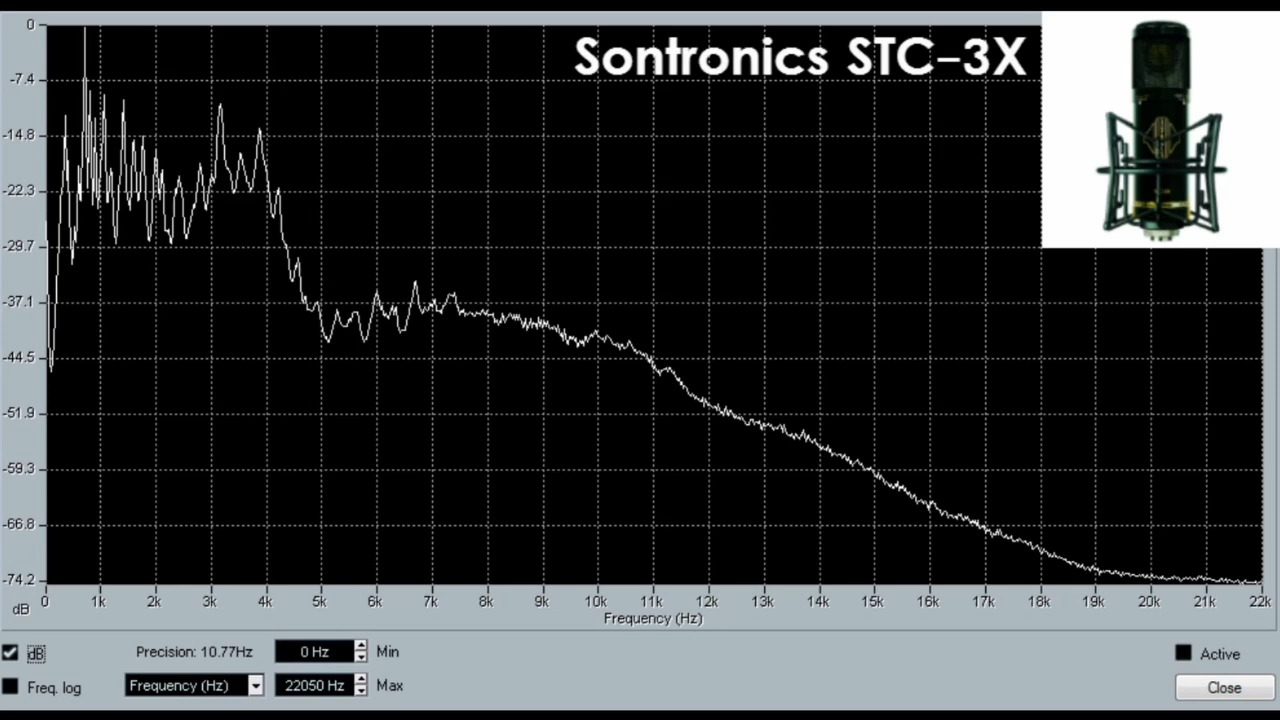 Sontronics STC-3X
0
-7.4
-14.8
-22.3
-29.7
-37.1
-44.5
-51.9
-59.3
-66.8
-74.2
dB
0 1k 2k 3k 4k 5k 6k 7k 8k 9k 10k 11k 12k 13k 14k 15k 16k 17k 18k 19k 20k 21k 22k
Frequency (Hz)
dB Precision: 10.77Hz 0 Hz Min Active
Freq. log Frequency (Hz) 22050 Hz Max Close